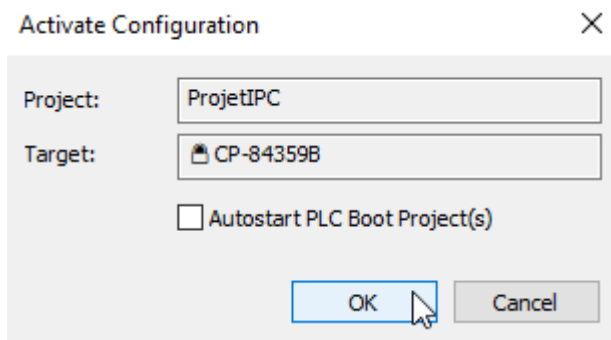 Activate Configuration
Project: ProjetIPC
Target: CP-84359B
Autostart PLC Boot Project(s)
OK Cancel